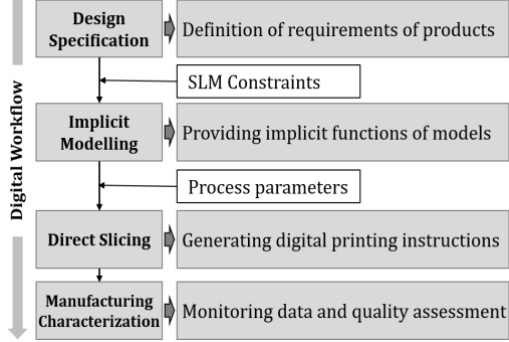 Digital Workflow
Design
Specification
Definition of requirements of products
SLM Constraints
Implicit
Modelling
Providing implicit functions of models
Process parameters
Direct Slicing
Generating digital printing instructions
Manufacturing
Characterization
Monitoring data and quality assessment